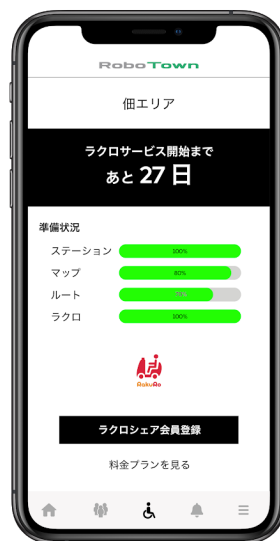 RoboTown
佃エリア
ラクロサービス開始まで
あと 27 日
準備状況
ステーション 100%
マップ 80%
ルート
ラクロ 100%
RakuRo
ラクロシェア会員登録
料金プランを見る